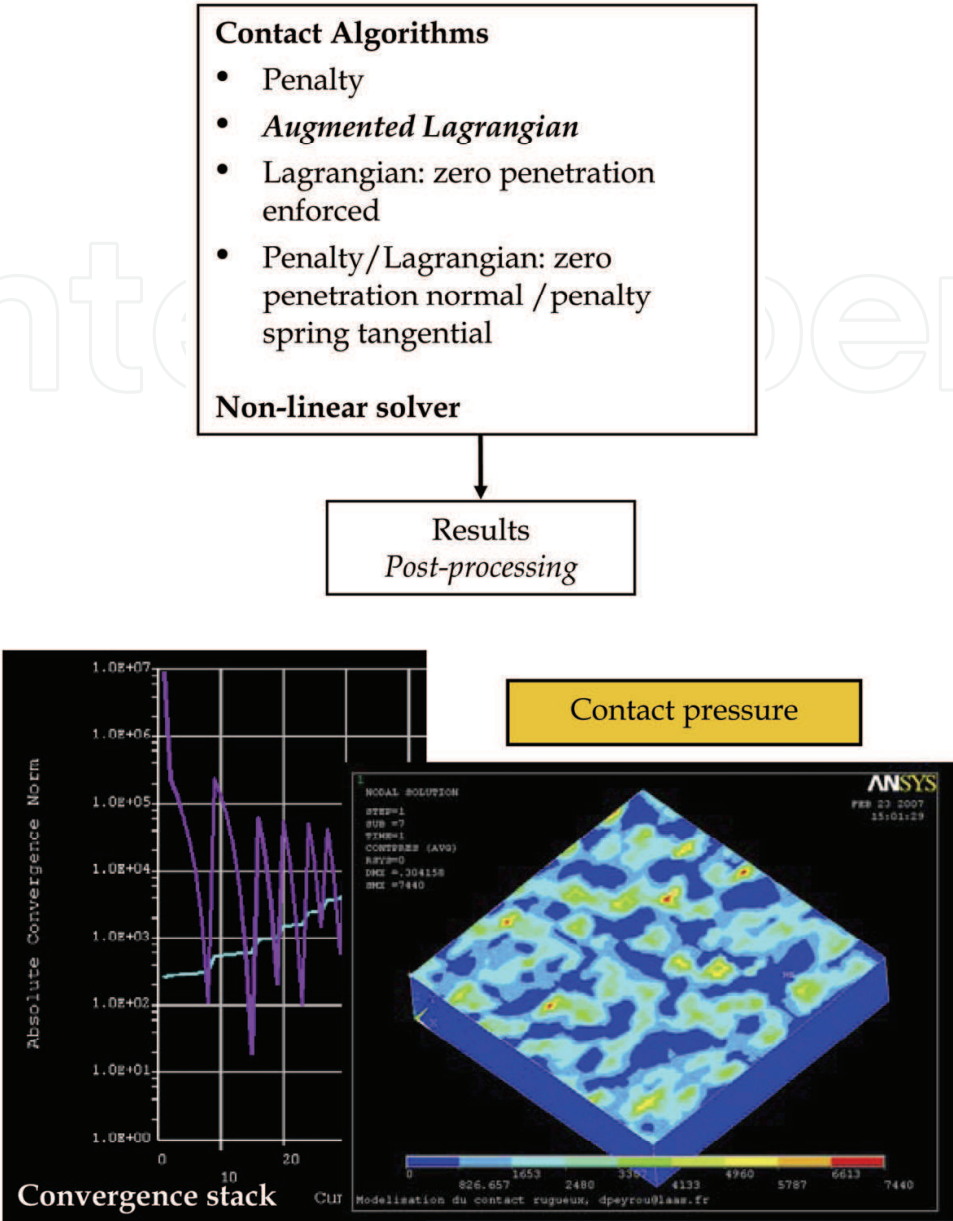 Contact Algorithms
• Penalty
• Augmented Lagrangian
• Lagrangian: zero penetration
enforced
• Penalty/Lagrangian: zero
penetration normal /penalty
spring tangential
Non-linear solver
Results
Post-processing
Contact pressure
Absolute Convergence Norm
1.0E+07
1.0E+06
1.0E+05
1.0E+04
1.0E+03
1.0E+02
1.0E+01
1.0E+00
0
10
20
Cur
Convergence stack
1
NODAL SOLUTION
STEP=1
SUB =7
TIME=1
CONTPRES (AVG)
RSYS=0
DMX =.304158
SMX =7440
ANSYS
FEB 23 2007
15:01:29
0 1653 4960 6613
826.657 2480 4133 5787 7440
Modelisation du contact rugueux, dpeyrou@laas.fr